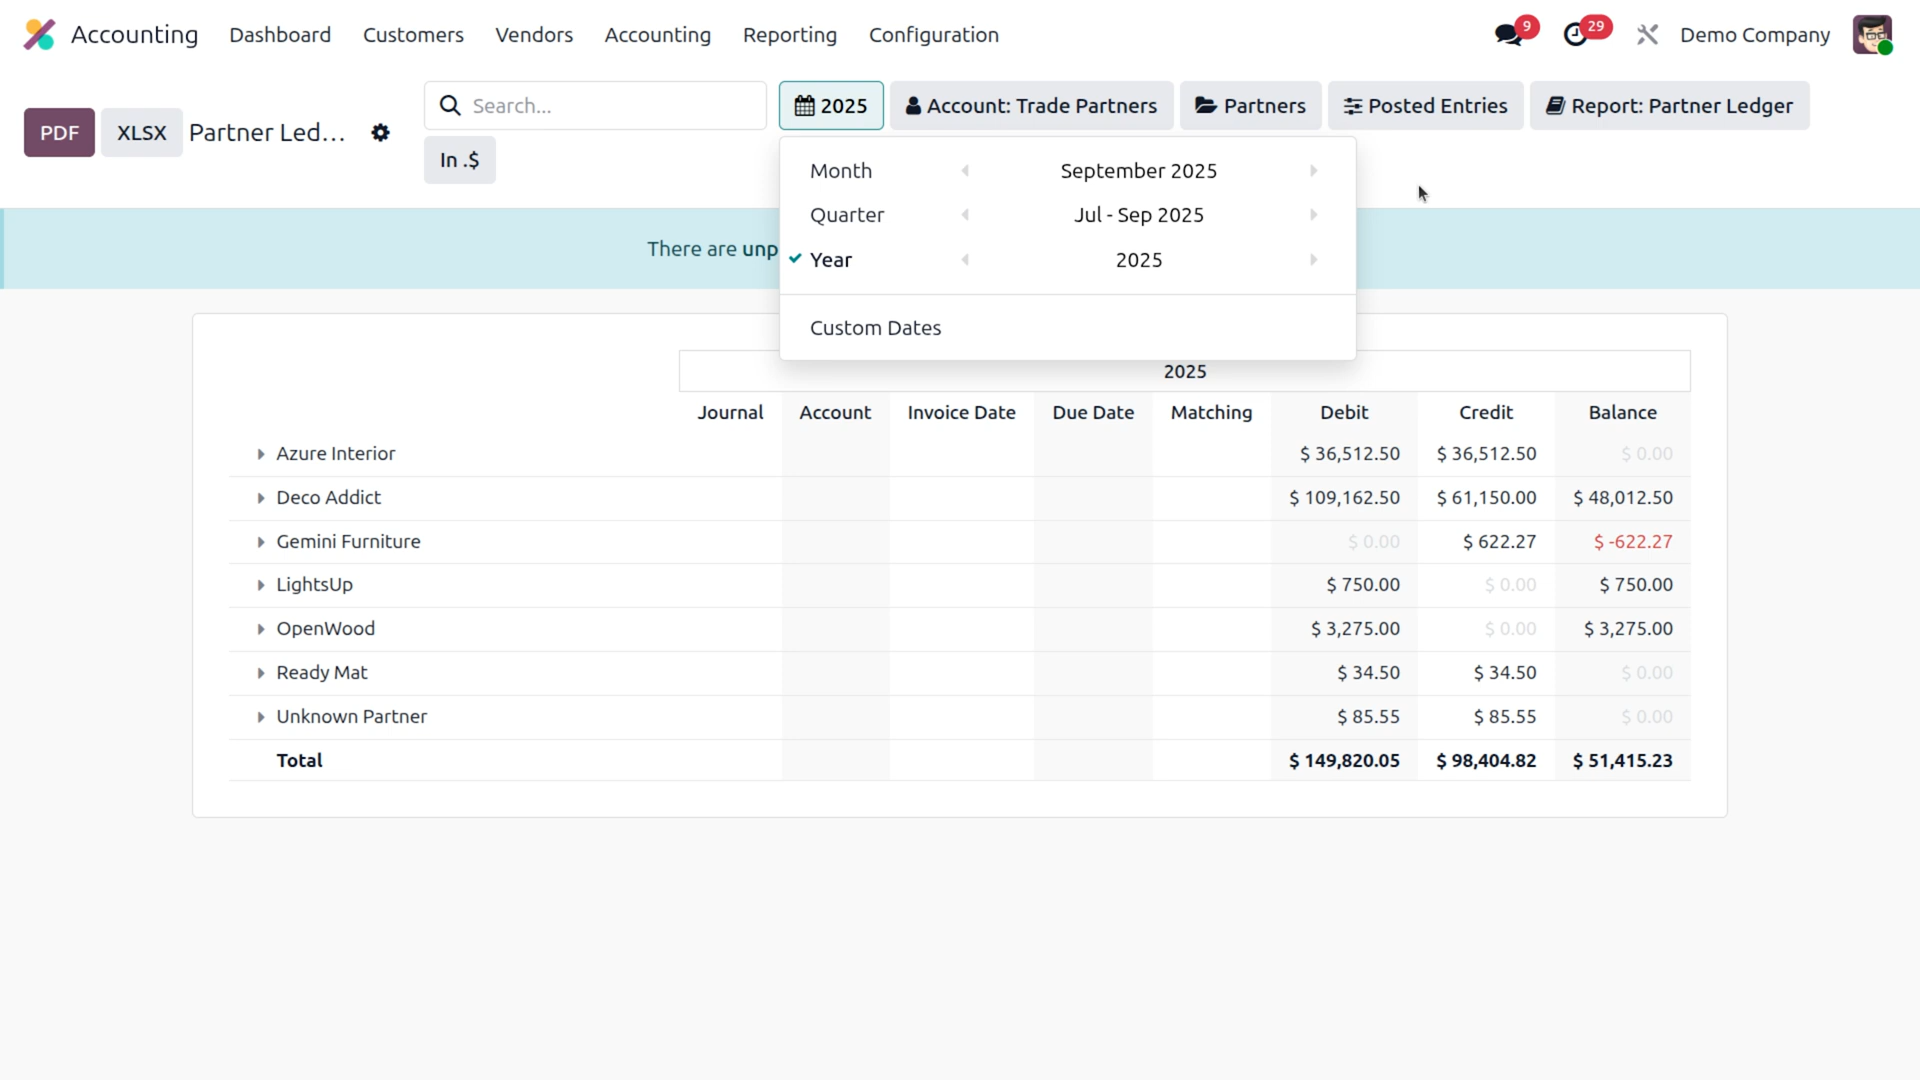 Accounting Dashboard Customers Vendors Accounting Reporting Configuration 9 29 Demo Company
PDF XLSX Partner Led...
Search... 2025 Account: Trade Partners Partners Posted Entries Report: Partner Ledger
In .$
Month September 2025
Quarter Jul - Sep 2025
Year 2025
Custom Dates
There are
2025
Journal Account Invoice Date Due Date Matching Debit Credit Balance
Azure Interior $ 36,512.50 $ 36,512.50 $ 0.00
Deco Addict $ 109,162.50 $ 61,150.00 $ 48,012.50
Gemini Furniture $ 0.00 $ 622.27 $ -622.27
LightsUp $ 750.00 $ 0.00 $ 750.00
OpenWood $ 3,275.00 $ 0.00 $ 3,275.00
Ready Mat $ 34.50 $ 34.50 $ 0.00
Unknown Partner $ 85.55 $ 85.55 $ 0.00
Total $ 149,820.05 $ 98,404.82 $ 51,415.23